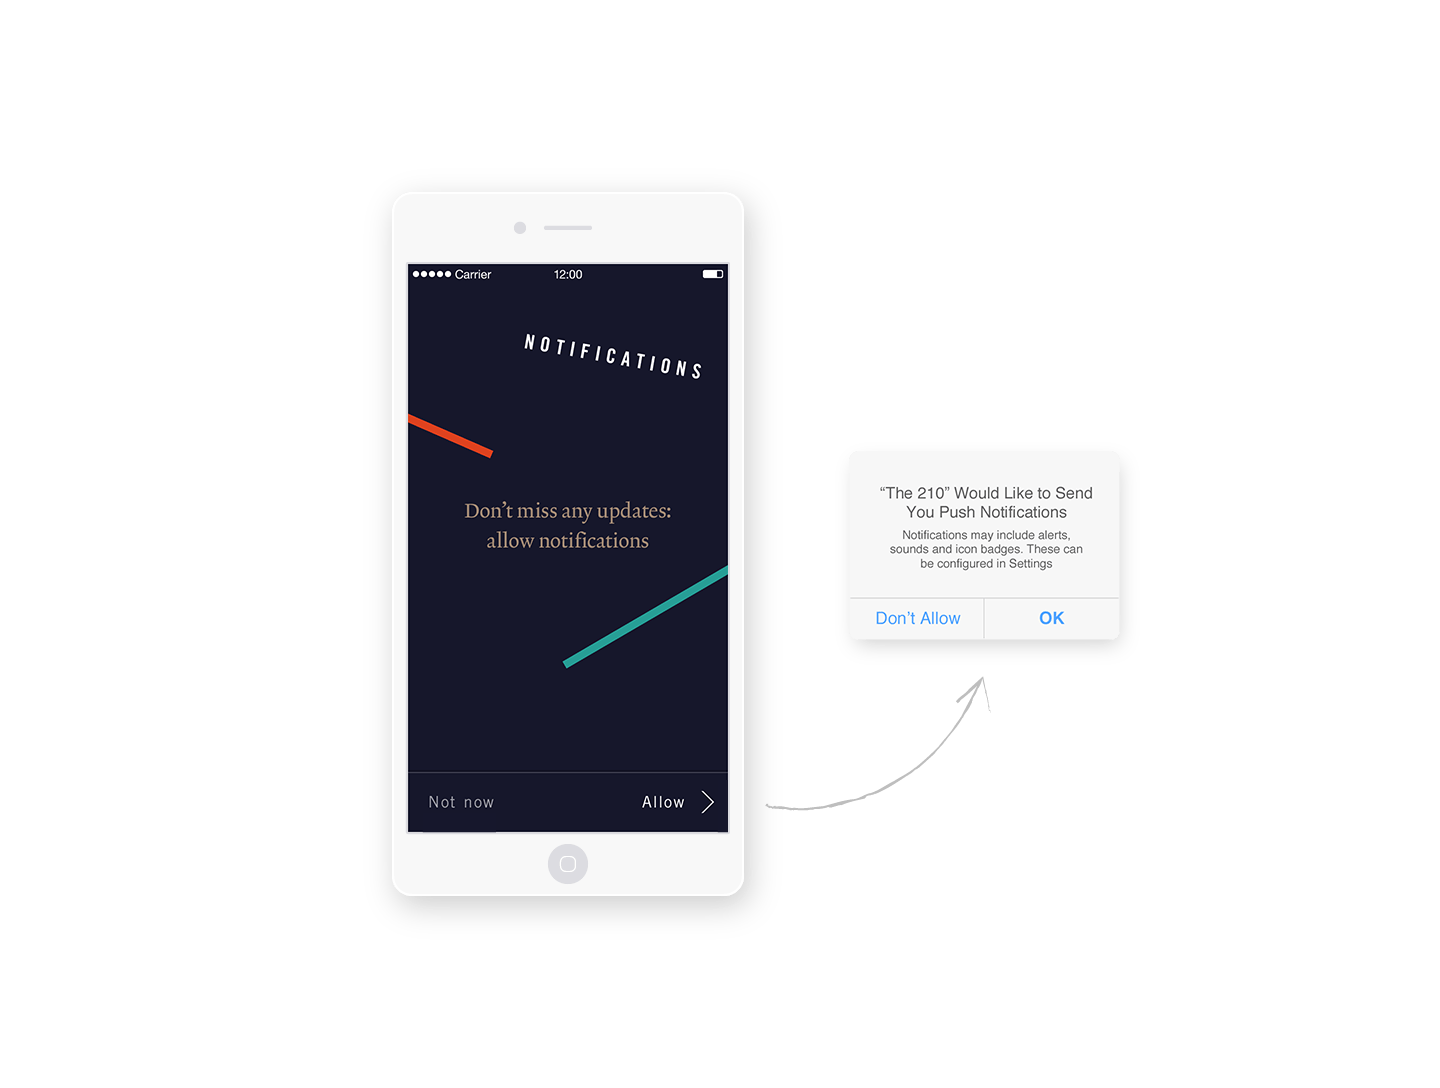 Carrier
12:00
NOTIFICATIONS
Don’t miss any updates:
allow notifications
Not now
Allow
“The 210” Would Like to Send
You Push Notifications
Notifications may include alerts,
sounds and icon badges. These can
be configured in Settings
Don’t Allow
OK